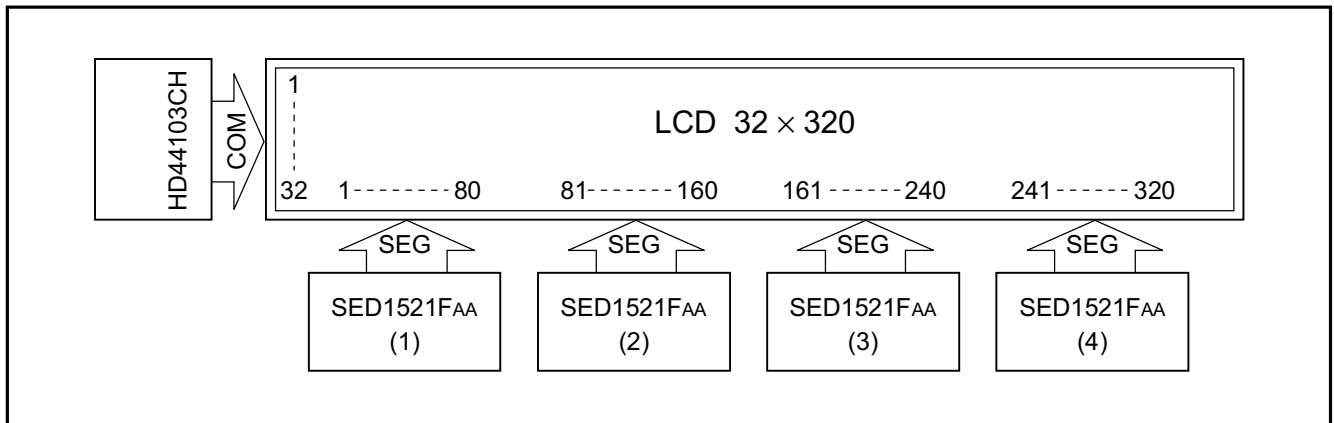 HD44103CH
COM
1
LCD 32 × 320
32 1--------80 81-------160 161------240 241------320
SEG SEG SEG SEG
SED1521FAA SED1521FAA SED1521FAA SED1521FAA
(1) (2) (3) (4)